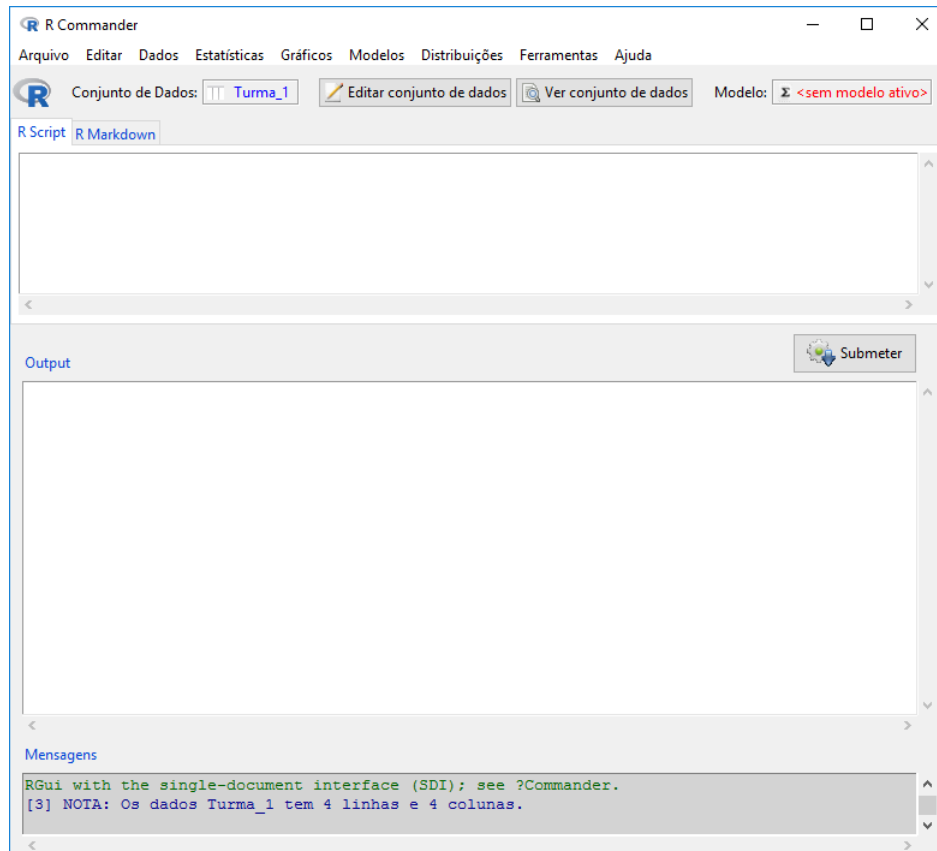 R Commander
Arquivo Editar Dados Estatísticas Gráficos Modelos Distribuições Ferramentas Ajuda
R Conjunto de Dados: Turma_1 Editar conjunto de dados Ver conjunto de dados Modelo: Σ <sem modelo ativo>
R Script R Markdown
Submeter
Output
Mensagens
RGui with the single-document interface (SDI); see ?Commander.
[3] NOTA: Os dados Turma_1 tem 4 linhas e 4 colunas.